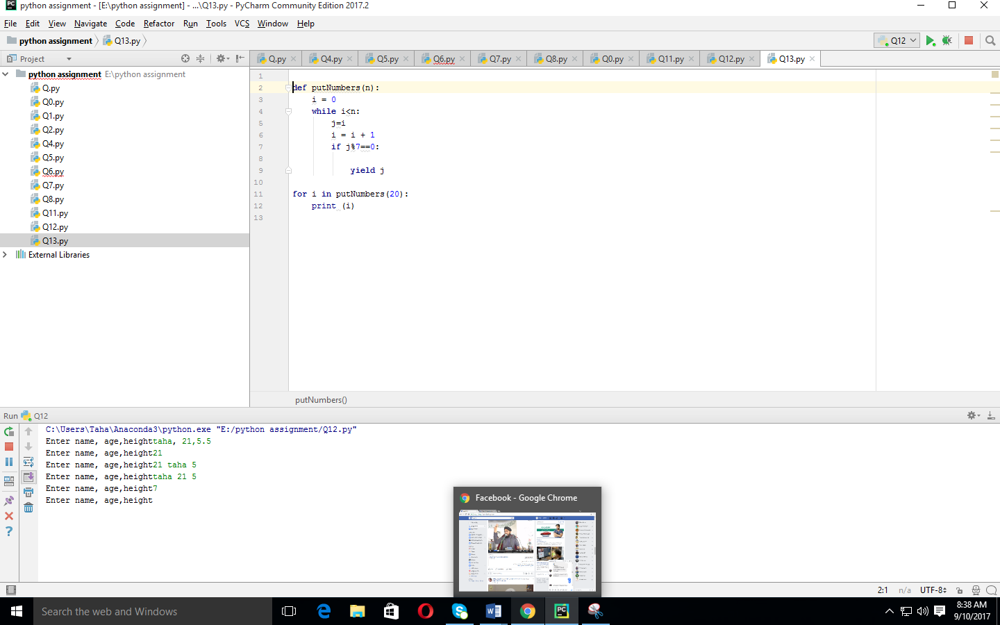 python assignment - [E:\python assignment] - ...\Q13.py - PyCharm Community Edition 2017.2
File Edit View Navigate Code Refactor Run Tools VCS Window Help
python assignment Q13.py
Q12
Project
Q.py Q4.py Q5.py Q6.py Q7.py Q8.py Q0.py Q11.py Q12.py Q13.py
python assignment E:\python assignment
Q.py
Q0.py
Q1.py
Q2.py
Q4.py
Q5.py
Q6.py
Q7.py
Q8.py
Q11.py
Q12.py
Q13.py
External Libraries
1
2 def putNumbers(n):
3 i = 0
4 while i<n:
5 j=i
6 i = i + 1
7 if j%7==0:
8
9 yield j
10
11 for i in putNumbers(20):
12 print (i)
13
putNumbers()
Run Q12
C:\Users\Taha\Anaconda3\python.exe "E:/python assignment/Q12.py"
Enter name, age,heighttaha, 21,5.5
Enter name, age,height21
Enter name, age,height21 taha 5
Enter name, age,heighttaha 21 5
Enter name, age,height7
Enter name, age,height
Facebook - Google Chrome
2:1 n/a UTF-8
Search the web and Windows
8:38 AM
9/10/2017